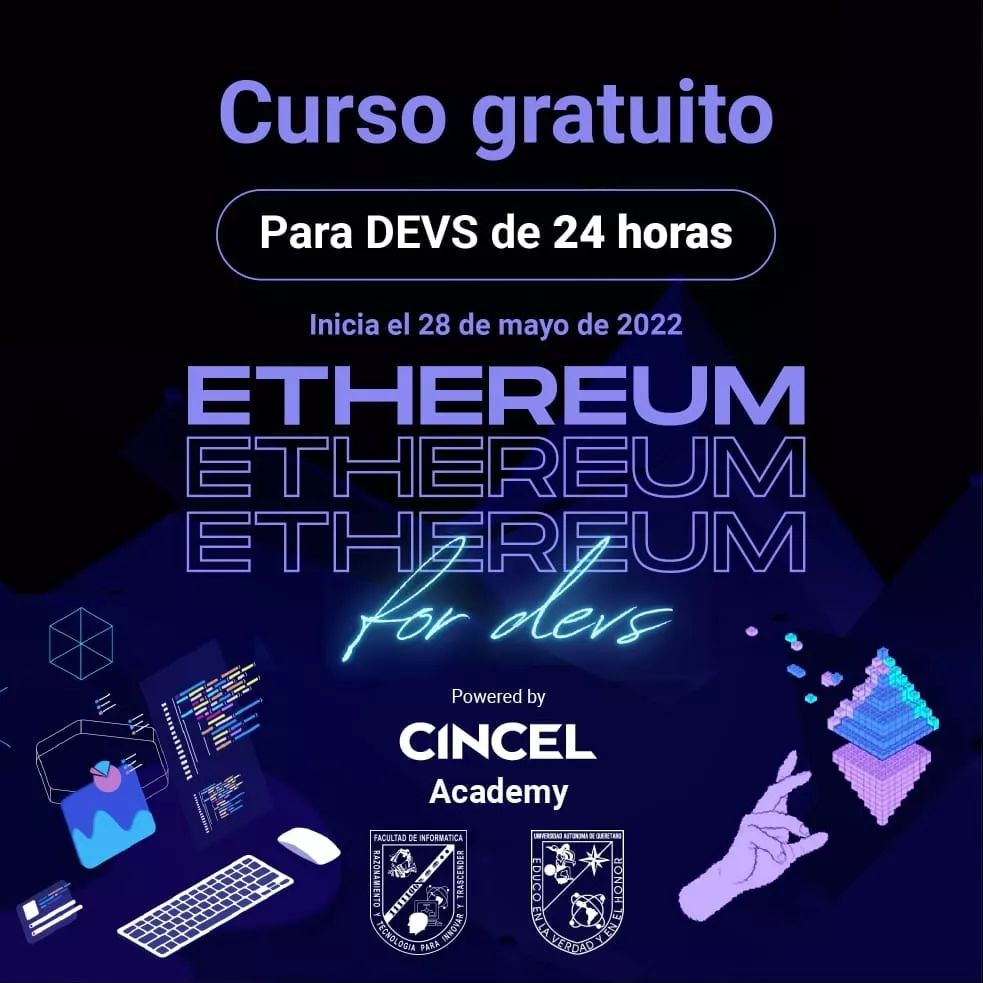 Curso gratuito
Para DEVS de 24 horas
Inicia el 28 de mayo de 2022
ETHEREUM
ETHEREUM
ETHEREUM
for devs
Powered by
CINCEL
Academy
FACULTAD DE INFORMATICA
RAZONAMIENTO Y TECNOLOGIA PARA INNOVAR Y TRASCENDER
UNIVERSIDAD AUTONOMA DE QUERETARO
EDUCO EN LA VERDAD Y EN EL HONOR